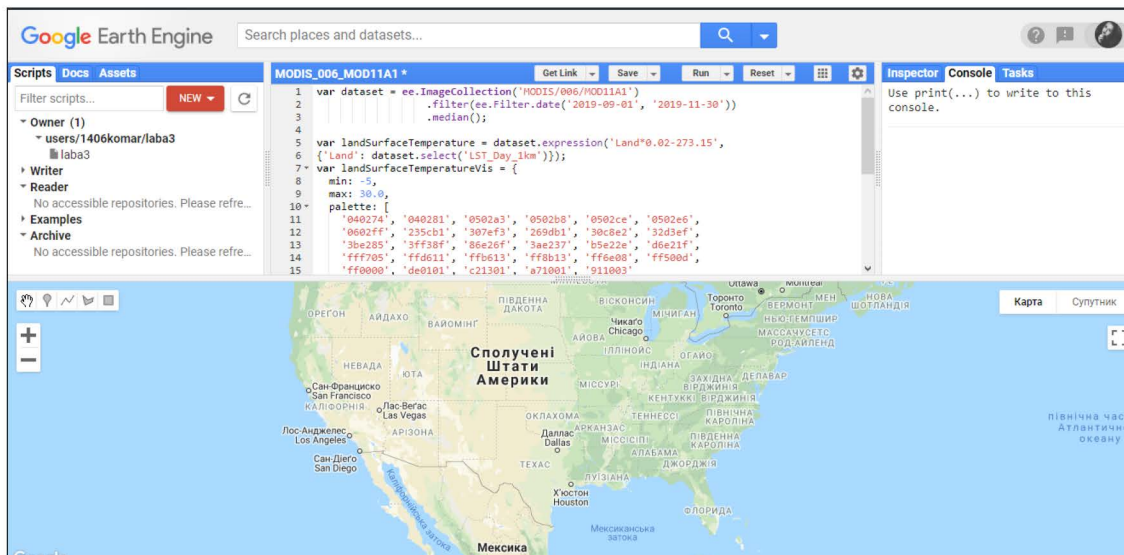 Google Earth Engine
Search places and datasets...
Scripts Docs Assets
Filter scripts...
NEW
Owner (1)
users/1406komar/laba3
laba3
Writer
Reader
No accessible repositories. Please refre...
Examples
Archive
No accessible repositories. Please refre...
MODIS_006_MOD11A1 *
Get Link
Save
Run
Reset
1 var dataset = ee.ImageCollection('MODIS/006/MOD11A1')
2 .filter(ee.Filter.date('2019-09-01', '2019-11-30'))
3 .median();
4
5 var landSurfaceTemperature = dataset.expression('Land*0.02-273.15',
6 {'Land': dataset.select('LST_Day_1km')});
7 var landSurfaceTemperatureVis = {
8 min: -5,
9 max: 30.0,
10 palette: [
11 '040274', '040281', '0502a3', '0502b8', '0502ce', '0502e6',
12 '0602ff', '235cb1', '307ef3', '269db1', '30c8e2', '32d3ef',
13 '3be285', '3ff38f', '86e26f', '3ae237', 'b5e22e', 'd6e21f',
14 'fff705', 'ffd611', 'ffb613', 'ff8b13', 'ff6e08', 'ff500d',
15 'ff0000', 'de0101', 'c21301', 'a71001', '911003'
Inspector Console Tasks
Use print(...) to write to this
console.
Карта Супутник
Ottawa
Montreal
Торонто
Toronto
ВЕРМОНТ
МЕН
НОВА
ШОТЛАНДІЯ
НЬЮ-ГЕМПШИР
МАССАЧУСЕТС
РОД-АЙЛЕНД
ОРЕГОН
АЙДАХО
ВАЙОМІНГ
ПІВДЕННА
ДАКОТА
ВІСКОНСИН
МІЧИГАН
Чикаґо
Chicago
АЙОВА
ІЛЛІНОЙС
ОГАЙО
ІНДІАНА
НЕВАДА
ЮТА
Сполучені
Штати
Америки
ЗАХІДНА
ВІРДЖИНІЯ
ДЕЛАВАР
КЕНТУККІ
ВІРДЖИНІЯ
МІССУРІ
Сан-Франциско
San Francisco
КАЛІФОРНІЯ
Лас-Веґас
Las Vegas
ОКЛАХОМА
ТЕННЕССІ
ПІВНІЧНА
КАРОЛІНА
АРКАНЗАС
Лос-Анджелес
Los Angeles
АРІЗОНА
Даллас
Dallas
МІССІСІПІ
ПІВДЕННА
КАРОЛІНА
АЛАБАМА
ДЖОРДЖІЯ
Сан-Дієґо
San Diego
ТЕХАС
ЛУЇЗІАНА
Х'юстон
Houston
ФЛОРИДА
Каліфорнійська
затока
Мексиканська
затока
Мексика
північна час
Атлантичн
океану